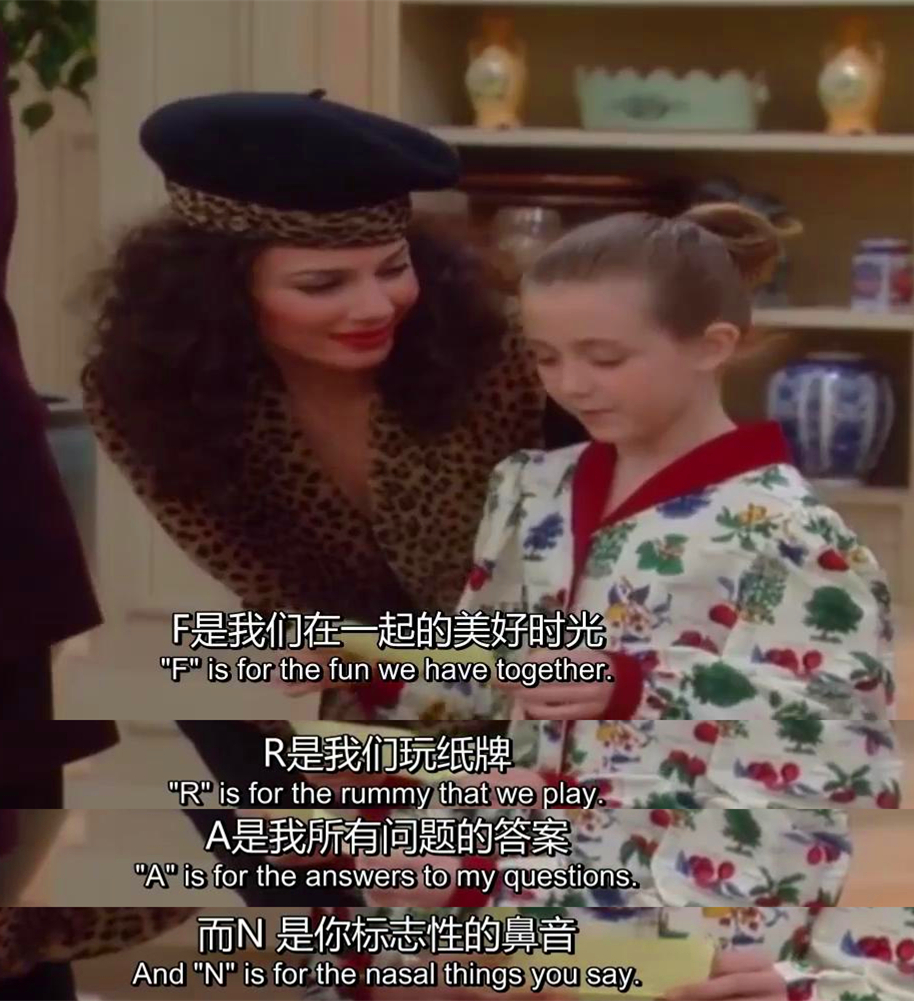 F是我们在一起的美好时光
"F" is for the fun we have together.
R是我们玩纸牌
"R" is for the rummy that we play.
A是我所有问题的答案
"A" is for the answers to my questions.
而N 是你标志性的鼻音
And "N" is for the nasal things you say.